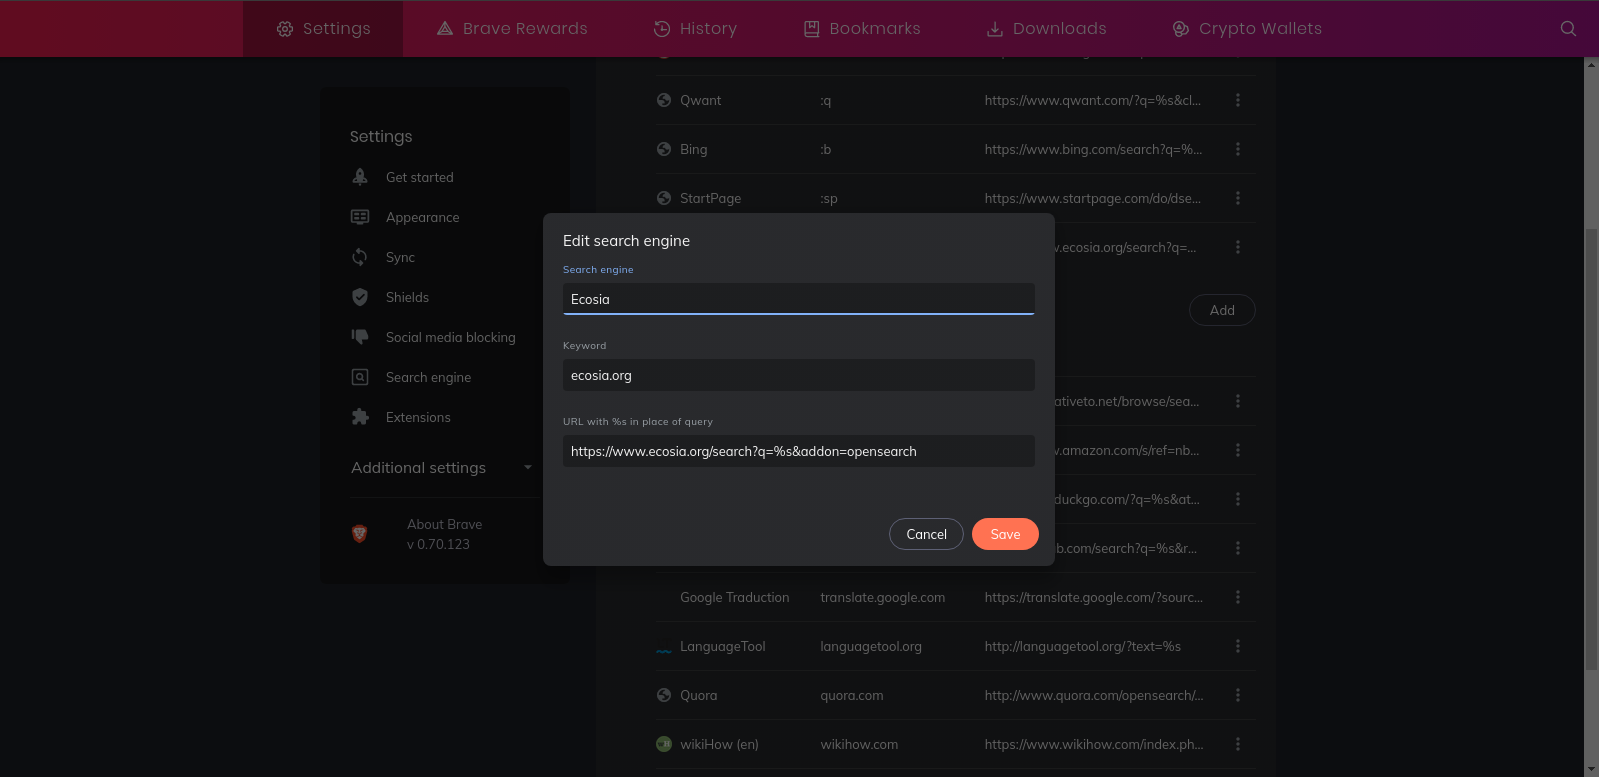 Settings
Brave Rewards
History
Bookmarks
Downloads
Crypto Wallets
Settings
Get started
Appearance
Sync
Shields
Social media blocking
Search engine
Extensions
Additional settings
About Brave
v 0.70.123
Qwant :q https://www.qwant.com/?q=%s&cl...
Bing :b https://www.bing.com/search?q=%...
StartPage :sp https://www.startpage.com/do/dse...
.ecosia.org/search?q=...
Add
ativeto.net/browse/sea...
.amazon.com/s/ref=nb...
duckgo.com/?q=%s&at...
b.com/search?q=%s&r...
Google Traduction translate.google.com https://translate.google.com/?sourc...
LanguageTool languagetool.org http://languagetool.org/?text=%s
Quora quora.com http://www.quora.com/opensearch/...
wikiHow (en) wikihow.com https://www.wikihow.com/index.ph...
Edit search engine
Search engine
Ecosia
Keyword
ecosia.org
URL with %s in place of query
https://www.ecosia.org/search?q=%s&addon=opensearch
Cancel
Save